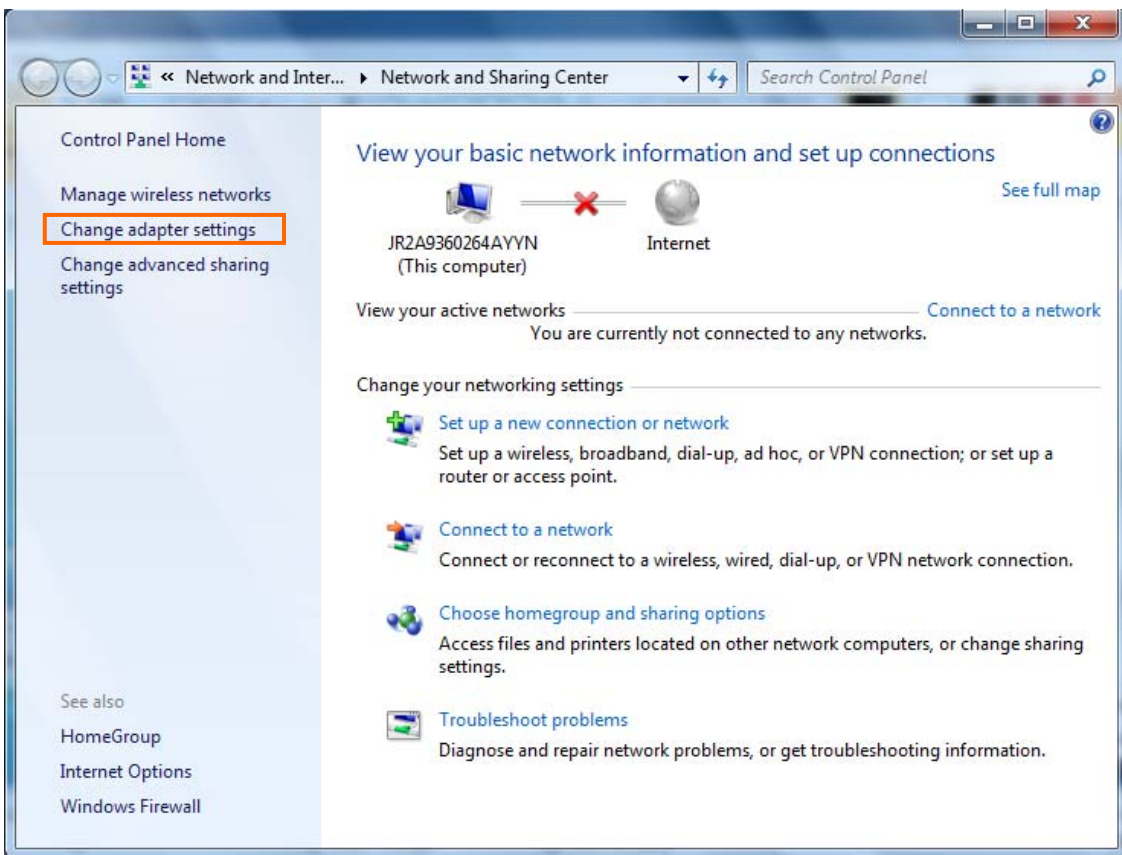 « Network and Inter... ▸ Network and Sharing Center
Search Control Panel
Control Panel Home
Manage wireless networks
Change adapter settings
Change advanced sharing
settings
View your basic network information and set up connections
See full map
JR2A9360264AYYN
(This computer)
Internet
View your active networks
Connect to a network
You are currently not connected to any networks.
Change your networking settings
Set up a new connection or network
Set up a wireless, broadband, dial-up, ad hoc, or VPN connection; or set up a
router or access point.
Connect to a network
Connect or reconnect to a wireless, wired, dial-up, or VPN network connection.
Choose homegroup and sharing options
Access files and printers located on other network computers, or change sharing
settings.
Troubleshoot problems
Diagnose and repair network problems, or get troubleshooting information.
See also
HomeGroup
Internet Options
Windows Firewall